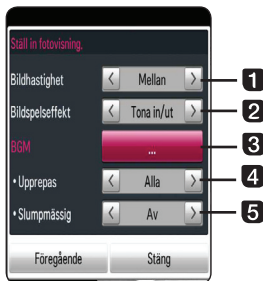 Ställ in fotovisning.
Bildhastighet < Mellan > 1
Bildspelseffekt < Tona in/ut > 2
BGM ... 3
• Upprepas < Alla > 4
• Slumpmässig < Av > 5
Föregående Stäng